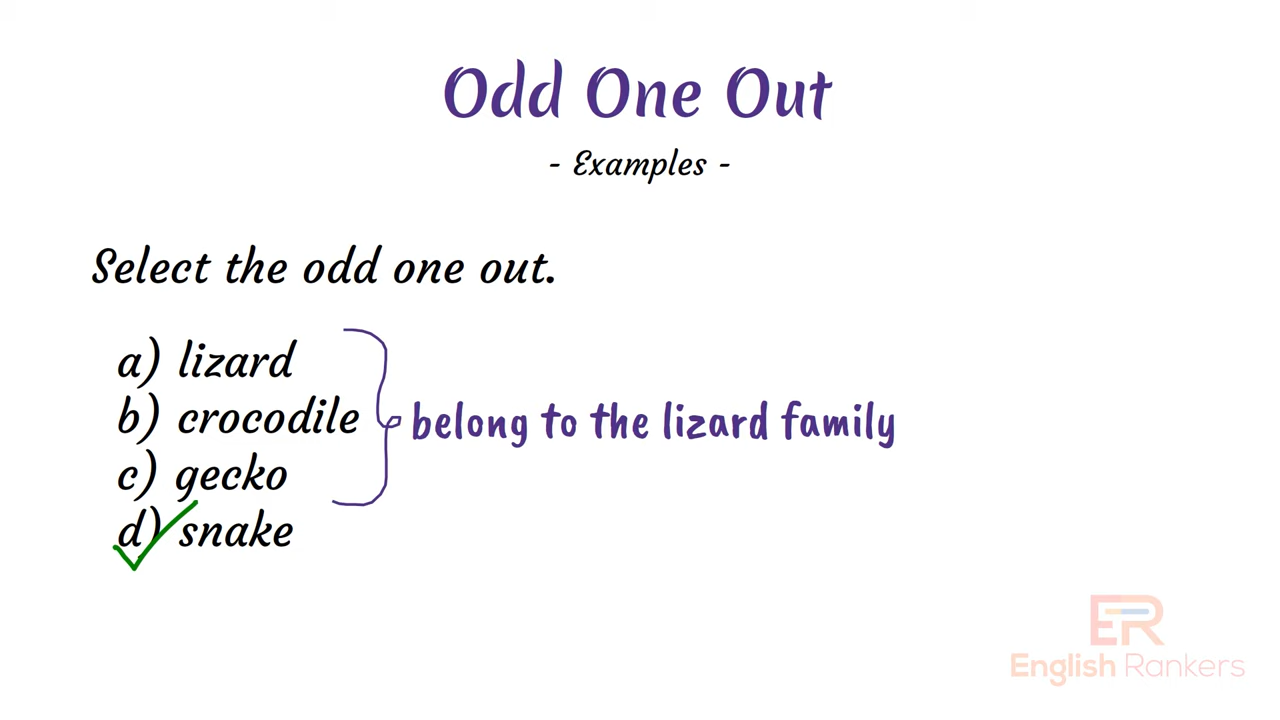 Odd One Out
- Examples -
Select the odd one out.
a) lizard
b) crocodile
c) gecko
d) snake
belong to the lizard family
ER
English Rankers